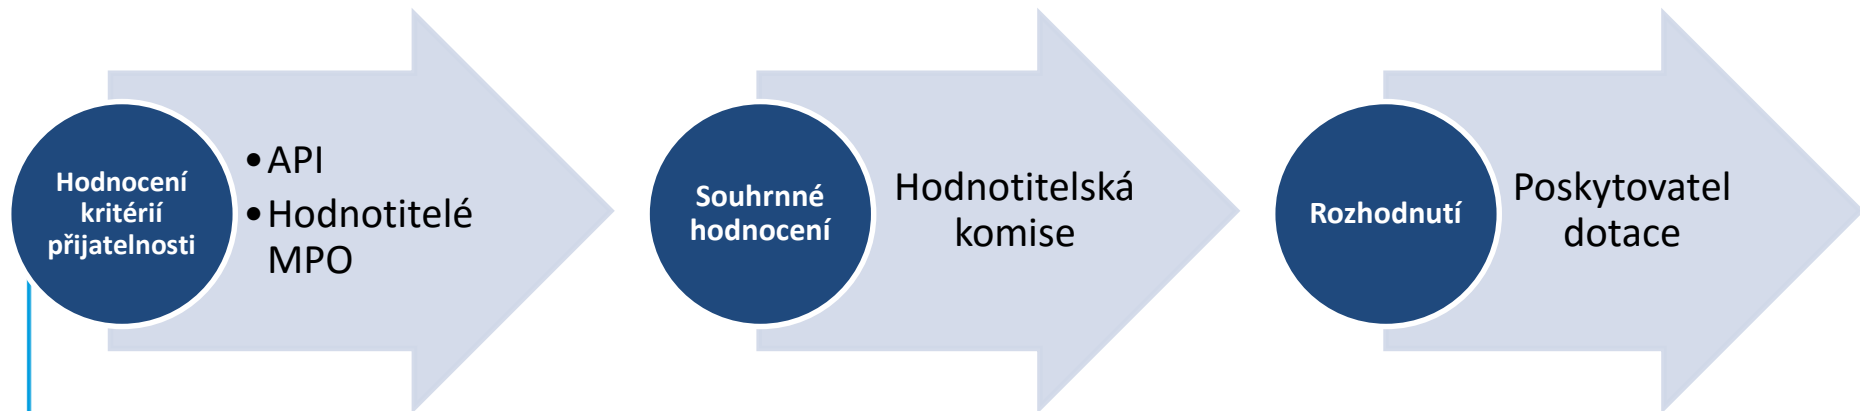 Hodnocení
kritérií
přijatelnosti
•API
•Hodnotitelé
MPO
Souhrnné
hodnocení
Hodnotitelská
komise
Rozhodnutí
Poskytovatel
dotace